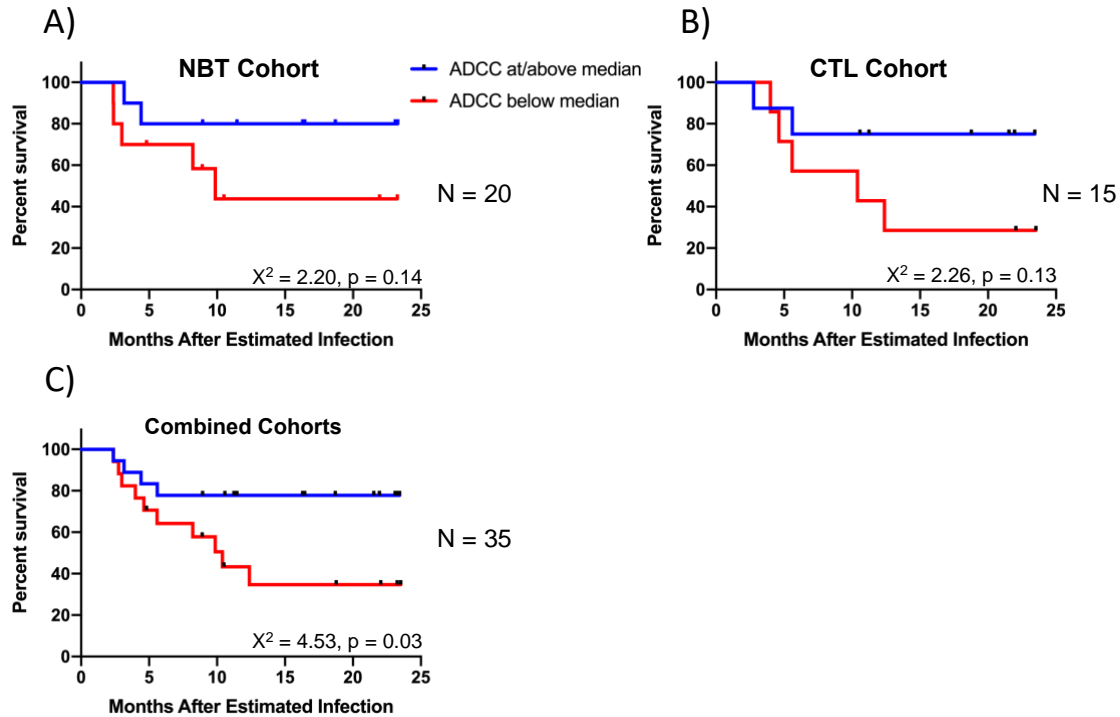 A)
NBT Cohort
ADCC at/above median
ADCC below median
Percent survival
100
80
60
40
20
0
0 5 10 15 20 25
Months After Estimated Infection
N = 20
X² = 2.20, p = 0.14
B)
CTL Cohort
Percent survival
100
80
60
40
20
0
0 5 10 15 20 25
Months After Estimated Infection
N = 15
X² = 2.26, p = 0.13
C)
Combined Cohorts
Percent survival
100
80
60
40
20
0
0 5 10 15 20 25
Months After Estimated Infection
N = 35
X² = 4.53, p = 0.03